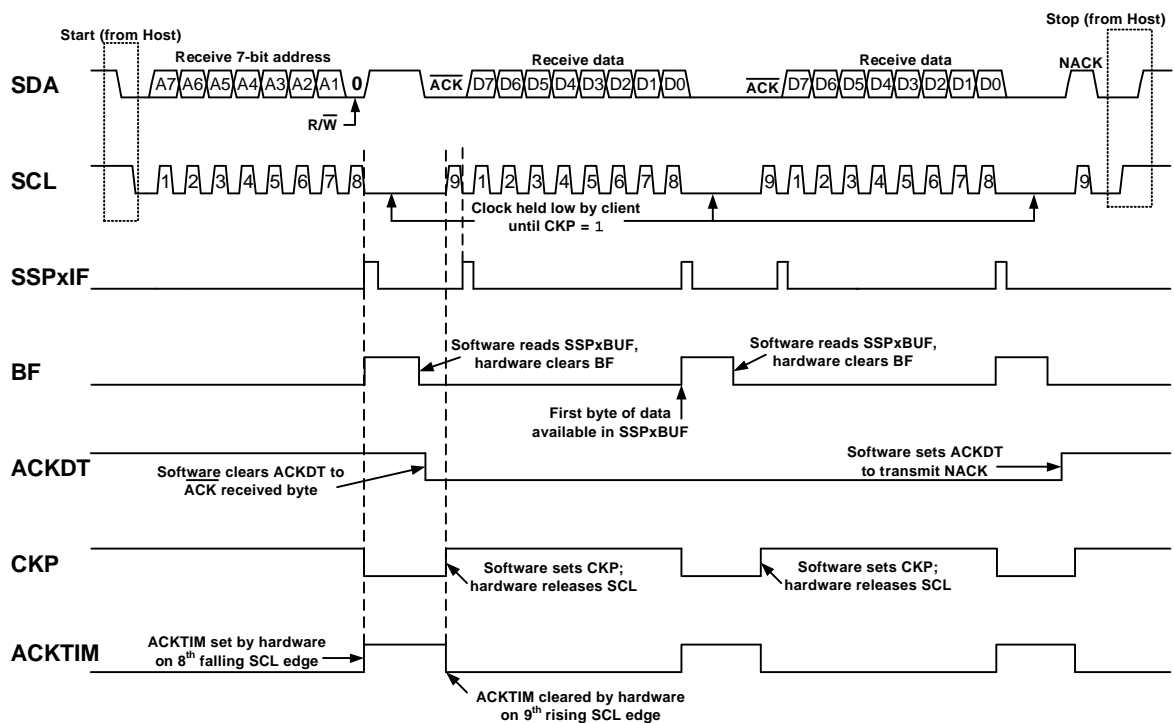 Start (from Host)
Stop (from Host)
Receive 7-bit address
Receive data
Receive data
NACK
SDA
A7 A6 A5 A4 A3 A2 A1 0
ACK
D7 D6 D5 D4 D3 D2 D1 D0
ACK
D7 D6 D5 D4 D3 D2 D1 D0
R/W
SCL
1 2 3 4 5 6 7 8 9 1 2 3 4 5 6 7 8 9 1 2 3 4 5 6 7 8 9
Clock held low by client
until CKP = 1
SSPxIF
BF
Software reads SSPxBUF,
hardware clears BF
Software reads SSPxBUF,
hardware clears BF
First byte of data
available in SSPxBUF
ACKDT
Software clears ACKDT to
ACK received byte
Software sets ACKDT
to transmit NACK
CKP
Software sets CKP;
hardware releases SCL
Software sets CKP;
hardware releases SCL
ACKTIM
ACKTIM set by hardware
on 8th falling SCL edge
ACKTIM cleared by hardware
on 9th rising SCL edge